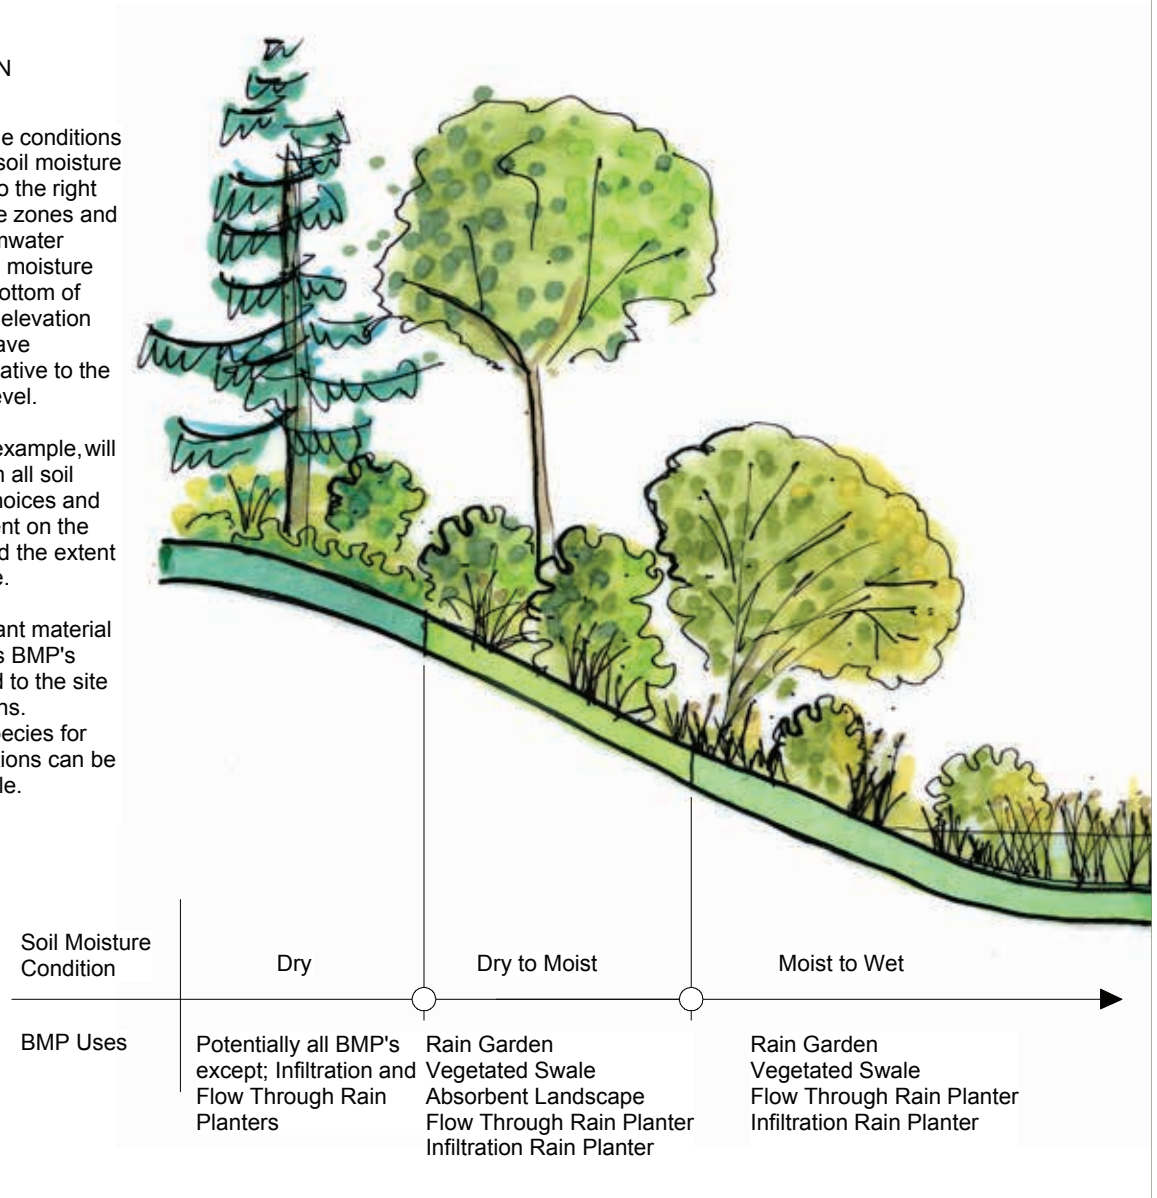 N
e conditions
soil moisture
o the right
e zones and
mwater
moisture
ottom of
elevation
ave
ative to the
evel.
example, will
n all soil
hoices and
ent on the
d the extent
e.
ant material
s BMP's
d to the site
ns.
ecies for
tions can be
le.
Soil Moisture
Condition
Dry
Dry to Moist
Moist to Wet
BMP Uses
Potentially all BMP's
except; Infiltration and
Flow Through Rain
Planters
Rain Garden
Vegetated Swale
Absorbent Landscape
Flow Through Rain Planter
Infiltration Rain Planter
Rain Garden
Vegetated Swale
Flow Through Rain Planter
Infiltration Rain Planter